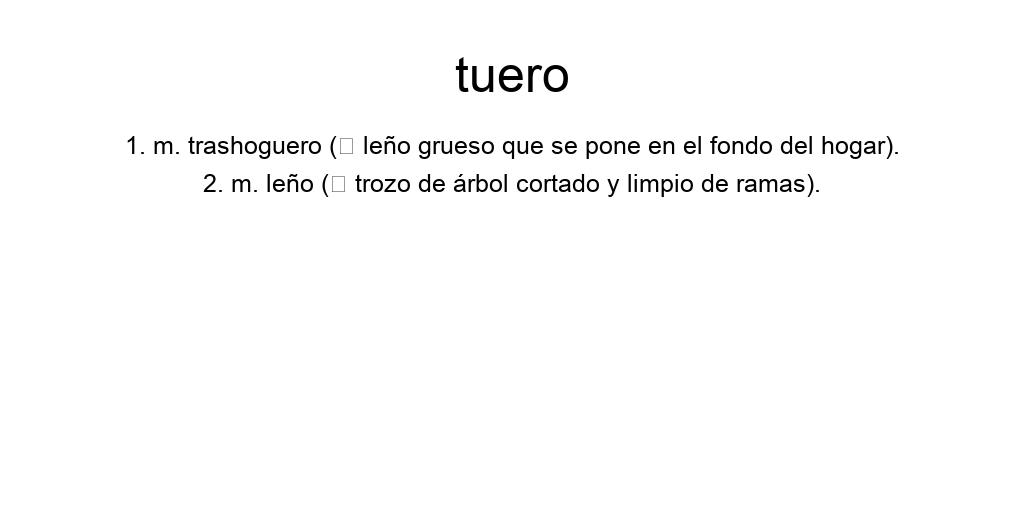 tuero
1. m. trashoguero (▯ leño grueso que se pone en el fondo del hogar).
2. m. leño (▯ trozo de árbol cortado y limpio de ramas).